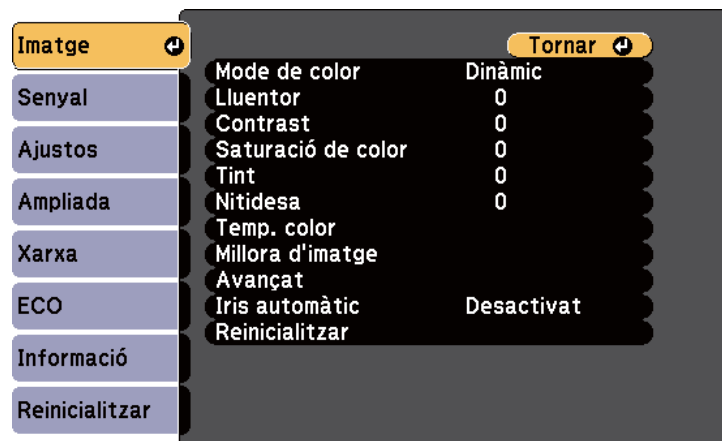 Imatge
Senyal
Ajustos
Ampliada
Xarxa
ECO
Informació
Reinicialitzar
Tornar
Mode de color Dinàmic
Lluentor 0
Contrast 0
Saturació de color 0
Tint 0
Nitidesa 0
Temp. color
Millora d'imatge
Avançat
Iris automàtic Desactivat
Reinicialitzar